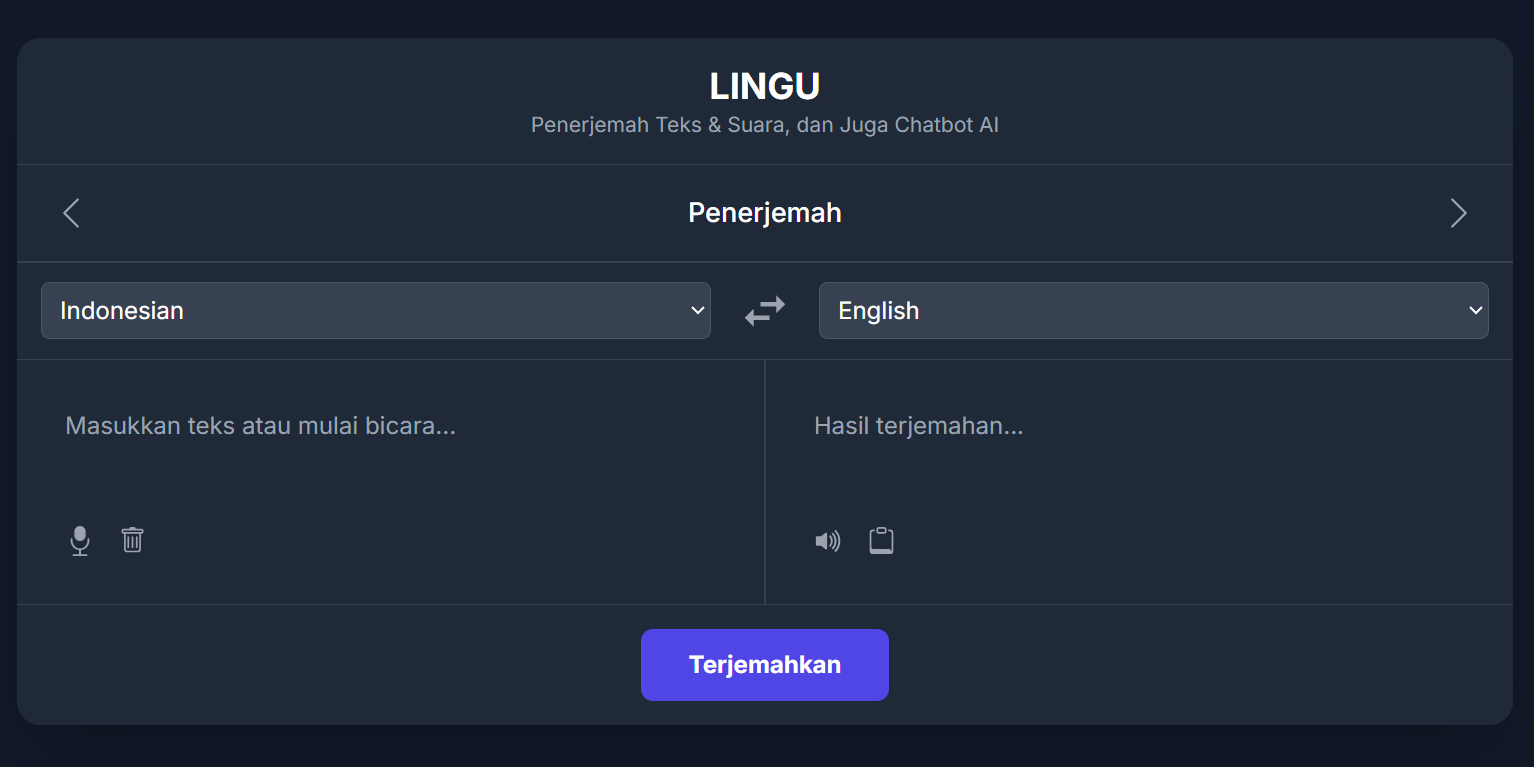 LINGU
Penerjemah Teks & Suara, dan Juga Chatbot AI
Penerjemah
Indonesian
English
Masukkan teks atau mulai bicara...
Hasil terjemahan...
Terjemahkan